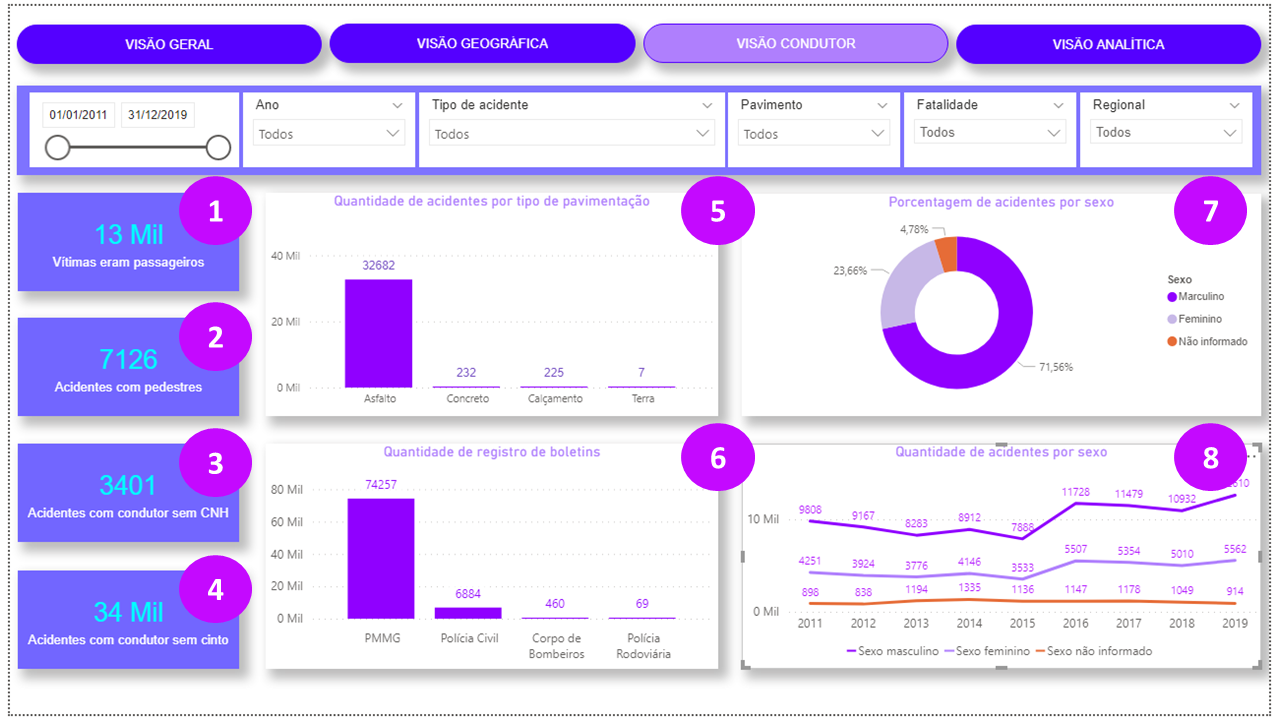 VISÃO GERAL
VISÃO GEOGRÀFICA
VISÃO CONDUTOR
VISÃO ANALÍTICA
01/01/2011 31/12/2019
Ano
Todos
Tipo de acidente
Todos
Pavimento
Todos
Fatalidade
Todos
Regional
Todos
1
13 Mil
Vítimas eram passageiros
2
7126
Acidentes com pedestres
3
3401
Acidentes com condutor sem CNH
4
34 Mil
Acidentes com condutor sem cinto
Quantidade de acidentes por tipo de pavimentação
5
40 Mil
20 Mil
0 Mil
32682 232 225 7
Asfalto Concreto Calçamento Terra
Quantidade de registro de boletins
6
80 Mil
60 Mil
40 Mil
20 Mil
0 Mil
74257 6884 460 69
PMMG Polícia Civil Corpo de Bombeiros Polícia Rodoviária
Porcentagem de acidentes por sexo
7
4,78%
23,66%
71,56%
Sexo
Marculino
Feminino
Não informado
Quantidade de acidentes por sexo
8
10 Mil
0 Mil
9808 9167 8283 8912 7888 11728 11479 10932
4251 3924 3776 4146 3533 5507 5354 5010 5562
898 838 1194 1335 1136 1147 1178 1049 914
2011 2012 2013 2014 2015 2016 2017 2018 2019
Sexo masculino Sexo feminino Sexo não informado